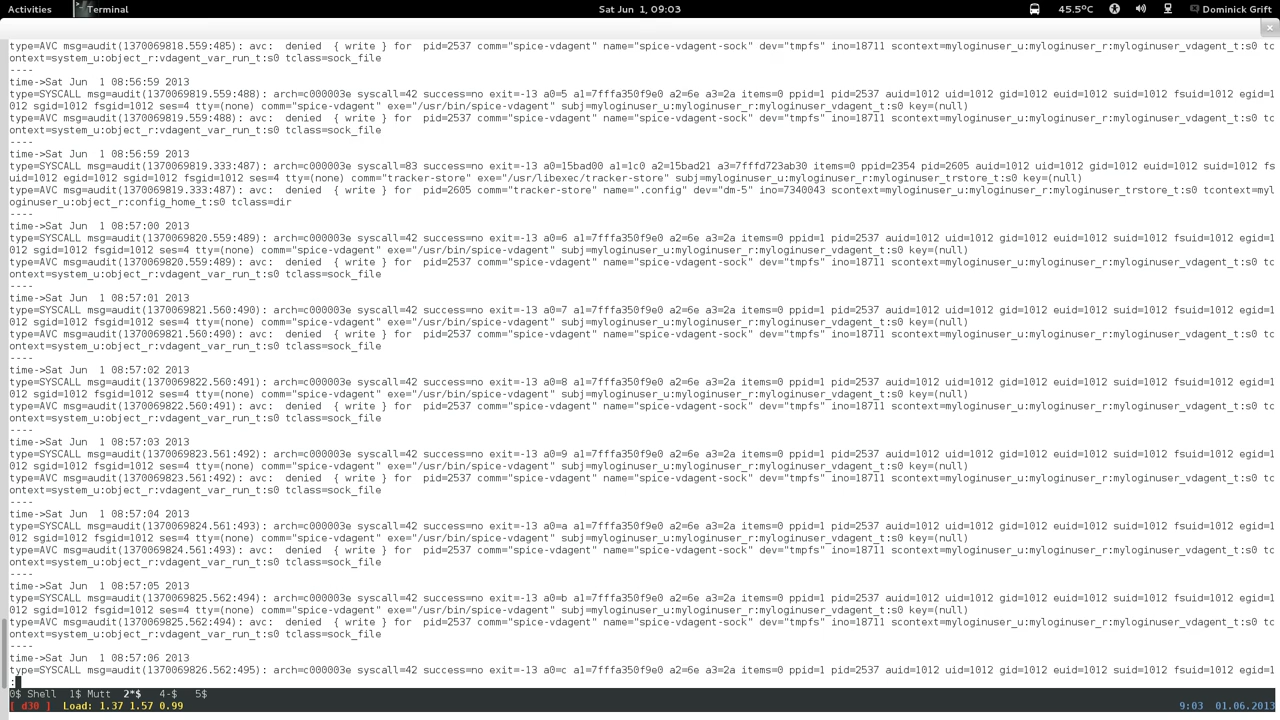 Activities Terminal Sat Jun 1, 09:03 45.5°C Dominick Grift
type=AVC msg=audit(1370069818.559:485): avc:  denied  { write } for  pid=2537 comm="spice-vdagent" name="spice-vdagent-sock" dev="tmpfs" ino=18711 scontext=myloginuser_u:myloginuser_r:myloginuser_vdagent_t:s0 tc
ontext=system_u:object_r:vdagent_var_run_t:s0 tclass=sock_file
----
time->Sat Jun  1 08:56:59 2013
type=SYSCALL msg=audit(1370069819.559:488): arch=c000003e syscall=42 success=no exit=-13 a0=5 a1=7fffa350f9e0 a2=6e a3=2a items=0 ppid=1 pid=2537 auid=1012 uid=1012 gid=1012 euid=1012 suid=1012 fsuid=1012 egid=1
012 sgid=1012 fsgid=1012 ses=4 tty=(none) comm="spice-vdagent" exe="/usr/bin/spice-vdagent" subj=myloginuser_u:myloginuser_r:myloginuser_vdagent_t:s0 key=(null)
type=AVC msg=audit(1370069819.559:488): avc:  denied  { write } for  pid=2537 comm="spice-vdagent" name="spice-vdagent-sock" dev="tmpfs" ino=18711 scontext=myloginuser_u:myloginuser_r:myloginuser_vdagent_t:s0 tc
ontext=system_u:object_r:vdagent_var_run_t:s0 tclass=sock_file
----
time->Sat Jun  1 08:56:59 2013
type=SYSCALL msg=audit(1370069819.333:487): arch=c000003e syscall=83 success=no exit=-13 a0=15bad00 a1=1c0 a2=15bad21 a3=7fffd723ab30 items=0 ppid=2354 pid=2605 auid=1012 uid=1012 gid=1012 euid=1012 suid=1012 fs
uid=1012 egid=1012 sgid=1012 fsgid=1012 ses=4 tty=(none) comm="tracker-store" exe="/usr/libexec/tracker-store" subj=myloginuser_u:myloginuser_r:myloginuser_trstore_t:s0 key=(null)
type=AVC msg=audit(1370069819.333:487): avc:  denied  { write } for  pid=2605 comm="tracker-store" name=".config" dev="dm-5" ino=7340043 scontext=myloginuser_u:myloginuser_r:myloginuser_trstore_t:s0 tcontext=myl
oginuser_u:object_r:config_home_t:s0 tclass=dir
----
time->Sat Jun  1 08:57:00 2013
type=SYSCALL msg=audit(1370069820.559:489): arch=c000003e syscall=42 success=no exit=-13 a0=6 a1=7fffa350f9e0 a2=6e a3=2a items=0 ppid=1 pid=2537 auid=1012 uid=1012 gid=1012 euid=1012 suid=1012 fsuid=1012 egid=1
012 sgid=1012 fsgid=1012 ses=4 tty=(none) comm="spice-vdagent" exe="/usr/bin/spice-vdagent" subj=myloginuser_u:myloginuser_r:myloginuser_vdagent_t:s0 key=(null)
type=AVC msg=audit(1370069820.559:489): avc:  denied  { write } for  pid=2537 comm="spice-vdagent" name="spice-vdagent-sock" dev="tmpfs" ino=18711 scontext=myloginuser_u:myloginuser_r:myloginuser_vdagent_t:s0 tc
ontext=system_u:object_r:vdagent_var_run_t:s0 tclass=sock_file
----
time->Sat Jun  1 08:57:01 2013
type=SYSCALL msg=audit(1370069821.560:490): arch=c000003e syscall=42 success=no exit=-13 a0=7 a1=7fffa350f9e0 a2=6e a3=2a items=0 ppid=1 pid=2537 auid=1012 uid=1012 gid=1012 euid=1012 suid=1012 fsuid=1012 egid=1
012 sgid=1012 fsgid=1012 ses=4 tty=(none) comm="spice-vdagent" exe="/usr/bin/spice-vdagent" subj=myloginuser_u:myloginuser_r:myloginuser_vdagent_t:s0 key=(null)
type=AVC msg=audit(1370069821.560:490): avc:  denied  { write } for  pid=2537 comm="spice-vdagent" name="spice-vdagent-sock" dev="tmpfs" ino=18711 scontext=myloginuser_u:myloginuser_r:myloginuser_vdagent_t:s0 tc
ontext=system_u:object_r:vdagent_var_run_t:s0 tclass=sock_file
----
time->Sat Jun  1 08:57:02 2013
type=SYSCALL msg=audit(1370069822.560:491): arch=c000003e syscall=42 success=no exit=-13 a0=8 a1=7fffa350f9e0 a2=6e a3=2a items=0 ppid=1 pid=2537 auid=1012 uid=1012 gid=1012 euid=1012 suid=1012 fsuid=1012 egid=1
012 sgid=1012 fsgid=1012 ses=4 tty=(none) comm="spice-vdagent" exe="/usr/bin/spice-vdagent" subj=myloginuser_u:myloginuser_r:myloginuser_vdagent_t:s0 key=(null)
type=AVC msg=audit(1370069822.560:491): avc:  denied  { write } for  pid=2537 comm="spice-vdagent" name="spice-vdagent-sock" dev="tmpfs" ino=18711 scontext=myloginuser_u:myloginuser_r:myloginuser_vdagent_t:s0 tc
ontext=system_u:object_r:vdagent_var_run_t:s0 tclass=sock_file
----
time->Sat Jun  1 08:57:03 2013
type=SYSCALL msg=audit(1370069823.561:492): arch=c000003e syscall=42 success=no exit=-13 a0=9 a1=7fffa350f9e0 a2=6e a3=2a items=0 ppid=1 pid=2537 auid=1012 uid=1012 gid=1012 euid=1012 suid=1012 fsuid=1012 egid=1
012 sgid=1012 fsgid=1012 ses=4 tty=(none) comm="spice-vdagent" exe="/usr/bin/spice-vdagent" subj=myloginuser_u:myloginuser_r:myloginuser_vdagent_t:s0 key=(null)
type=AVC msg=audit(1370069823.561:492): avc:  denied  { write } for  pid=2537 comm="spice-vdagent" name="spice-vdagent-sock" dev="tmpfs" ino=18711 scontext=myloginuser_u:myloginuser_r:myloginuser_vdagent_t:s0 tc
ontext=system_u:object_r:vdagent_var_run_t:s0 tclass=sock_file
----
time->Sat Jun  1 08:57:04 2013
type=SYSCALL msg=audit(1370069824.561:493): arch=c000003e syscall=42 success=no exit=-13 a0=a a1=7fffa350f9e0 a2=6e a3=2a items=0 ppid=1 pid=2537 auid=1012 uid=1012 gid=1012 euid=1012 suid=1012 fsuid=1012 egid=1
012 sgid=1012 fsgid=1012 ses=4 tty=(none) comm="spice-vdagent" exe="/usr/bin/spice-vdagent" subj=myloginuser_u:myloginuser_r:myloginuser_vdagent_t:s0 key=(null)
type=AVC msg=audit(1370069824.561:493): avc:  denied  { write } for  pid=2537 comm="spice-vdagent" name="spice-vdagent-sock" dev="tmpfs" ino=18711 scontext=myloginuser_u:myloginuser_r:myloginuser_vdagent_t:s0 tc
ontext=system_u:object_r:vdagent_var_run_t:s0 tclass=sock_file
----
time->Sat Jun  1 08:57:05 2013
type=SYSCALL msg=audit(1370069825.562:494): arch=c000003e syscall=42 success=no exit=-13 a0=b a1=7fffa350f9e0 a2=6e a3=2a items=0 ppid=1 pid=2537 auid=1012 uid=1012 gid=1012 euid=1012 suid=1012 fsuid=1012 egid=1
012 sgid=1012 fsgid=1012 ses=4 tty=(none) comm="spice-vdagent" exe="/usr/bin/spice-vdagent" subj=myloginuser_u:myloginuser_r:myloginuser_vdagent_t:s0 key=(null)
type=AVC msg=audit(1370069825.562:494): avc:  denied  { write } for  pid=2537 comm="spice-vdagent" name="spice-vdagent-sock" dev="tmpfs" ino=18711 scontext=myloginuser_u:myloginuser_r:myloginuser_vdagent_t:s0 tc
ontext=system_u:object_r:vdagent_var_run_t:s0 tclass=sock_file
----
time->Sat Jun  1 08:57:06 2013
type=SYSCALL msg=audit(1370069826.562:495): arch=c000003e syscall=42 success=no exit=-13 a0=c a1=7fffa350f9e0 a2=6e a3=2a items=0 ppid=1 pid=2537 auid=1012 uid=1012 gid=1012 euid=1012 suid=1012 fsuid=1012 egid=1
:
0$ Shell  1$ Mutt  2*$  4-$  5$
[ d30 ]  Load: 1.37 1.57 0.99 9:03  01.06.2013